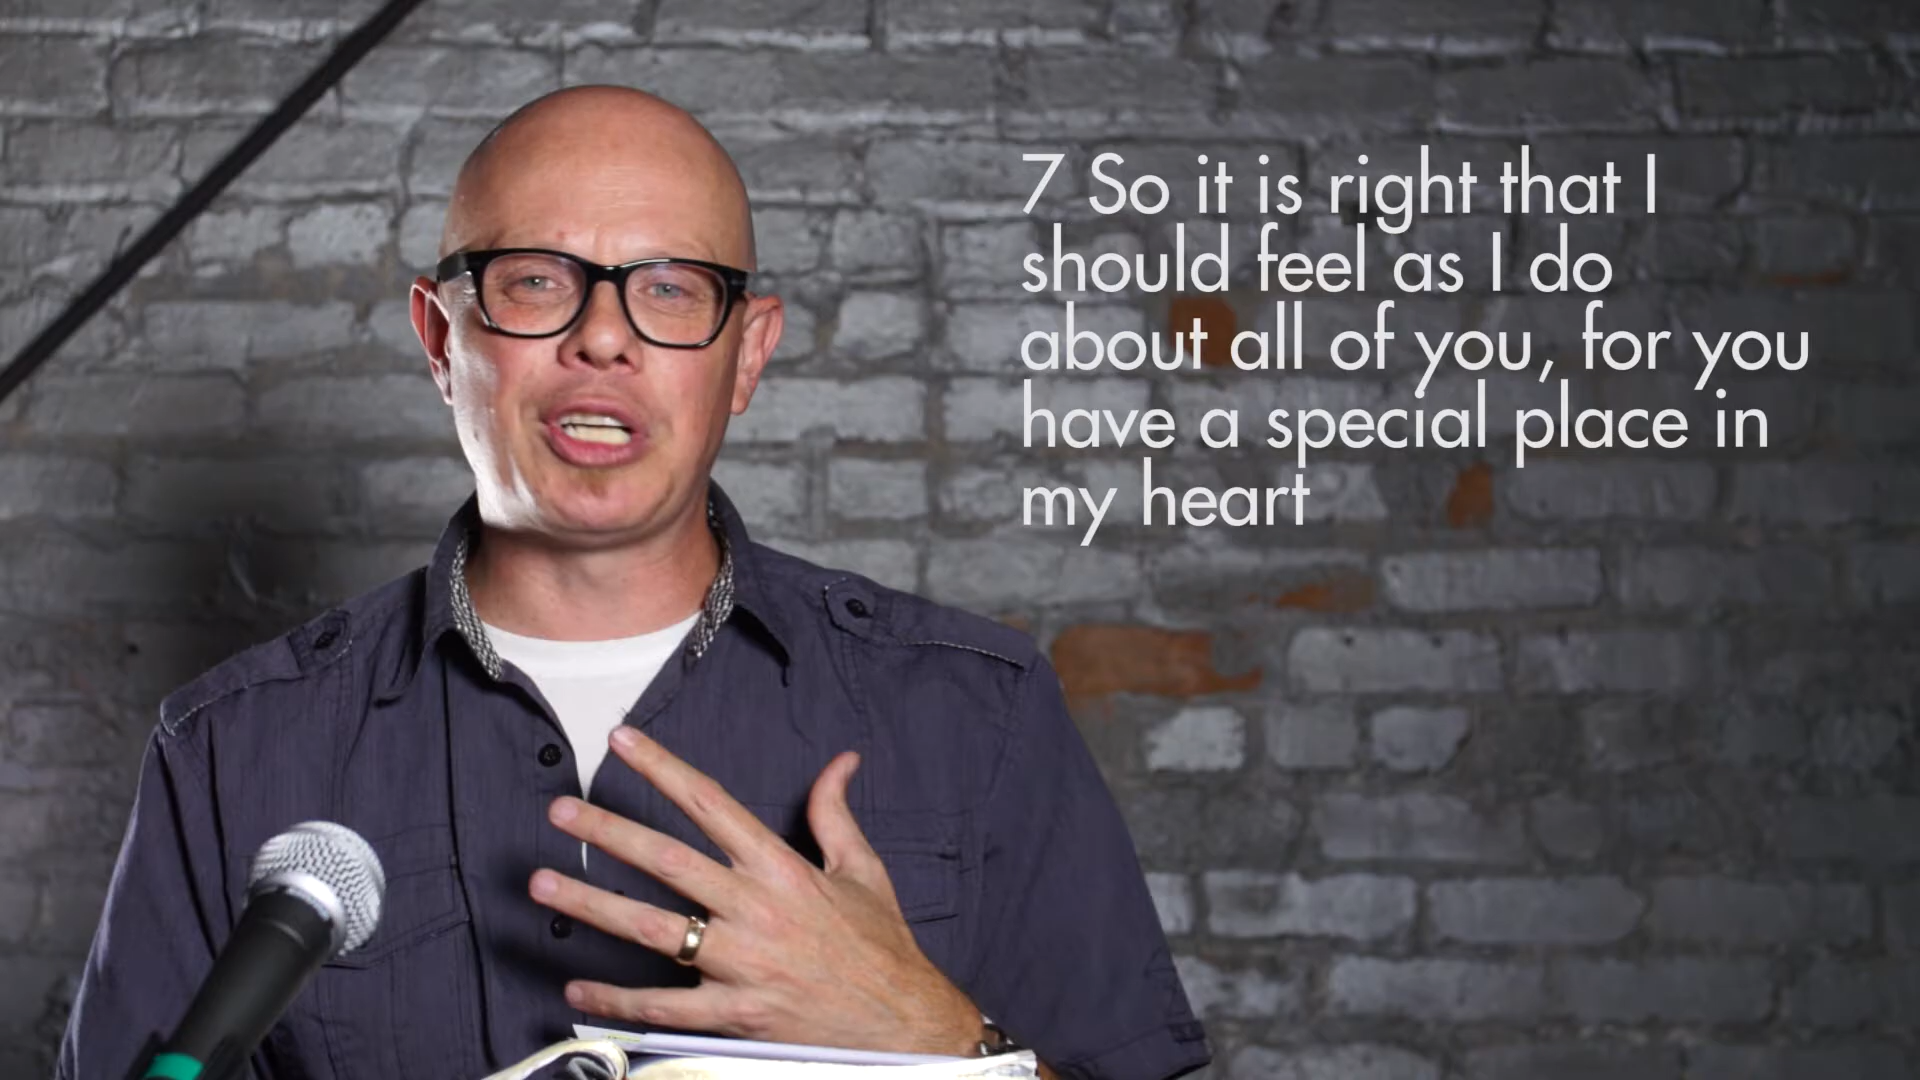 7 So it is right that I
should feel as I do
about all of you, for you
have a special place in
my heart